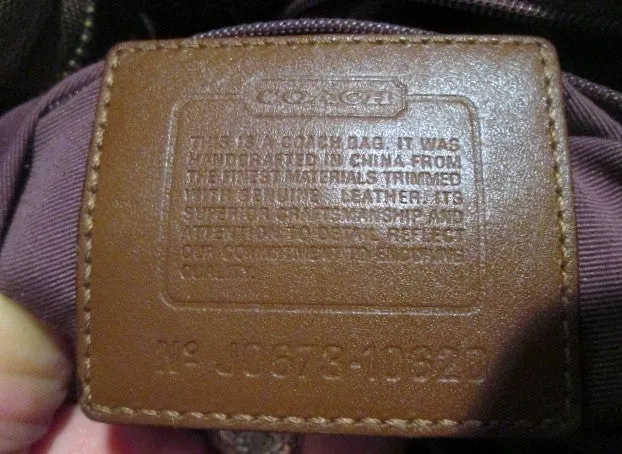 COACH
THIS IS A COACH BAG. IT WAS
HANDCRAFTED IN CHINA FROM
THE FINEST MATERIALS TRIMMED
WITH GENUINE LEATHER. ITS
SUPERIOR CRAFTSMANSHIP AND
ATTENTION TO DETAIL REFLECT
OUR COMMITMENT TO ENDURING
QUALITY.
Nº J0673-10620